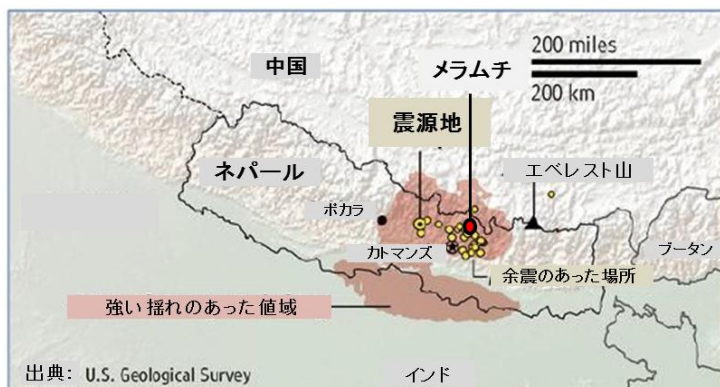 200 miles
200 km
中国
メラムチ
震源地
ネパール
エベレスト山
ポカラ
カトマンズ
ブータン
余震のあった場所
強い揺れのあった値域
出典: U.S. Geological Survey
インド